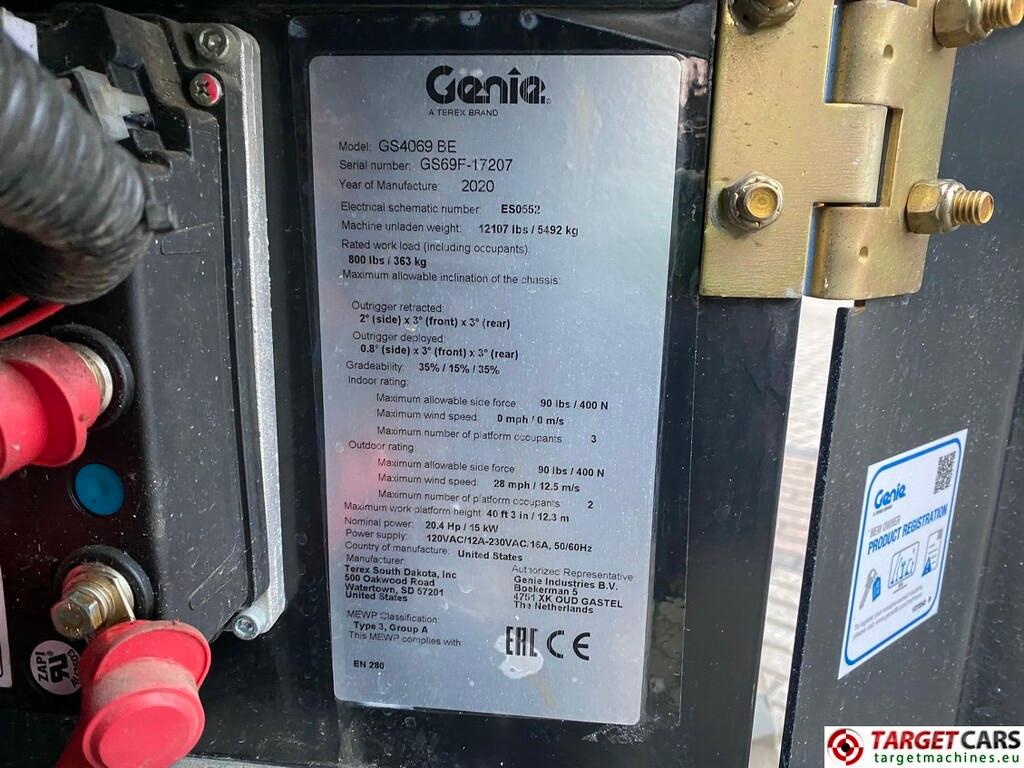 Genie
A TEREX BRAND
Model: GS4069 BE
Serial number: GS69F-17207
Year of Manufacture: 2020
Electrical schematic number: ES0552
Machine unladen weight: 12107 lbs / 5492 kg
Rated work load (including occupants):
800 lbs / 363 kg
Maximum allowable inclination of the chassis:
Outrigger retracted:
2° (side) x 3° (front) x 3° (rear)
Outrigger deployed:
0.8° (side) x 3° (front) x 3° (rear)
Gradeability: 35% / 15% / 35%
Indoor rating:
Maximum allowable side force 90 lbs / 400 N
Maximum wind speed: 0 mph / 0 m/s
Maximum number of platform occupants 3
Outdoor rating:
Maximum allowable side force 90 lbs / 400 N
Maximum wind speed 28 mph / 12.5 m/s
Maximum number of platform occupants 2
Maximum work platform height: 40 ft 3 in / 12.3 m
Nominal power: 20.4 Hp / 15 kW
Power supply: 120VAC/12A-230VAC/16A, 50/60Hz
Country of manufacture: United States
Manufacturer:
Terex South Dakota, Inc
500 Oakwood Road
Watertown, SD 57201
United States
Authorized Representative
Genie Industries B.V.
Boekerman 5
4751 XK OUD GASTEL
The Netherlands
MEWP Classification:
Type 3, Group A
This MEWP complies with:
EN 280
EAC CE
ZAPI
Genie
A TEREX BRAND
NEW OWNER
PRODUCT REGISTRATION
TARGETCARS
targetmachines.eu